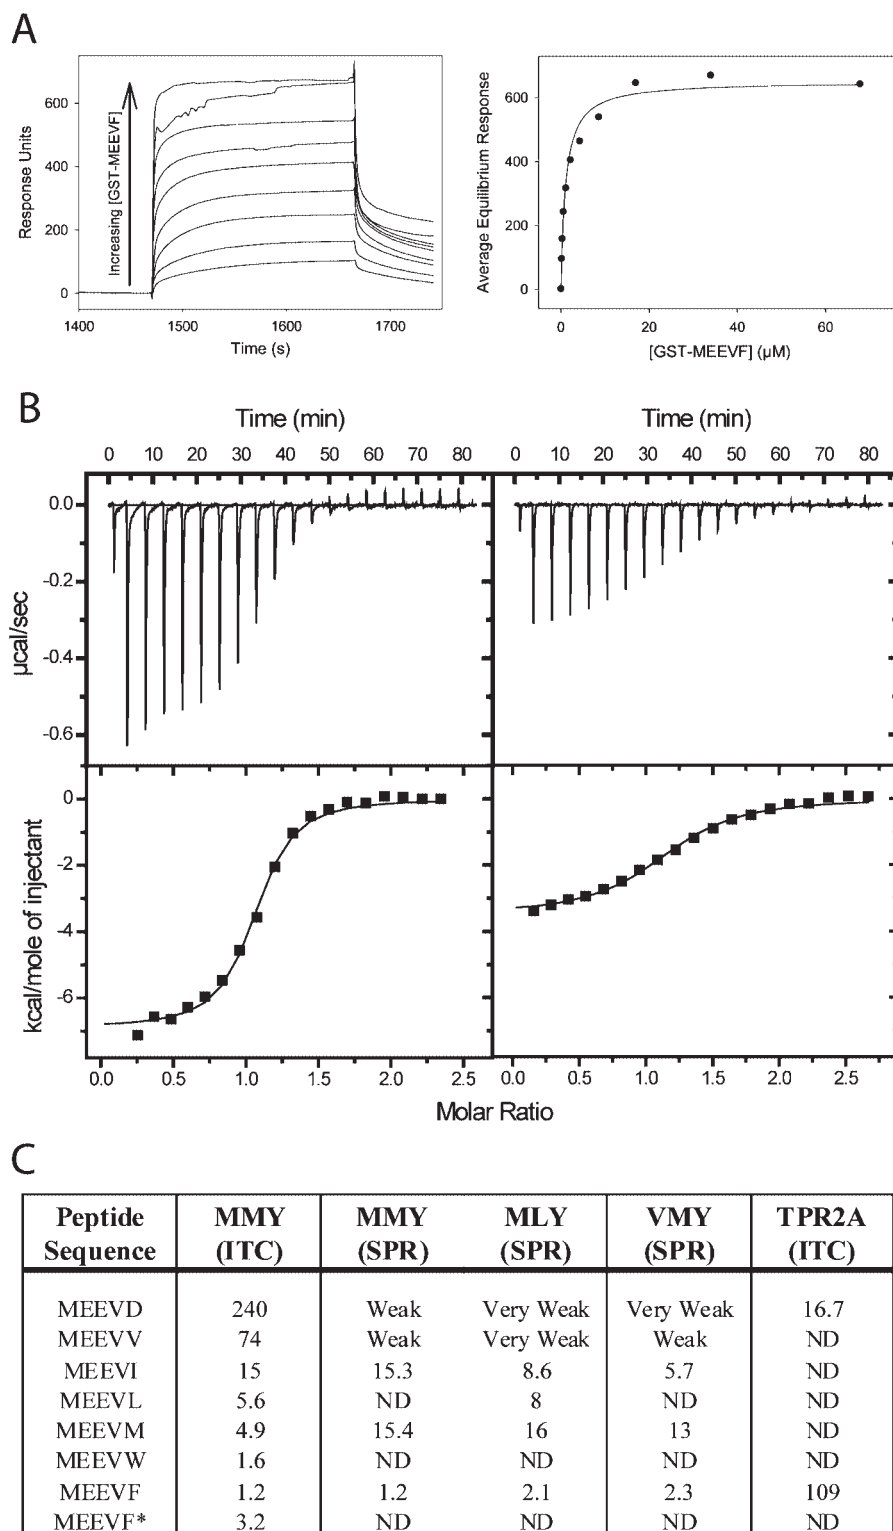 A
Response Units
Increasing [GST-MEEVF]
600
400
200
0
1400 1500 1600 1700
Time (s)
Average Equilibrium Response
600
400
200
0
0 20 40 60
[GST-MEEVF] (µM)
B
Time (min) Time (min)
0 10 20 30 40 50 60 70 80 0 10 20 30 40 50 60 70 80
µcal/sec
0.0
-0.2
-0.4
-0.6
kcal/mole of injectant
0
-2
-4
-6
0.0 0.5 1.0 1.5 2.0 2.5 0.0 0.5 1.0 1.5 2.0 2.5
Molar Ratio
C
Peptide Sequence MMY (ITC) MMY (SPR) MLY (SPR) VMY (SPR) TPR2A (ITC)
MEEVD 240 Weak Very Weak Very Weak 16.7
MEEVV 74 Weak Very Weak Weak ND
MEEVI 15 15.3 8.6 5.7 ND
MEEVL 5.6 ND 8 ND ND
MEEVM 4.9 15.4 16 13 ND
MEEVW 1.6 ND ND ND ND
MEEVF 1.2 1.2 2.1 2.3 109
MEEVF* 3.2 ND ND ND ND